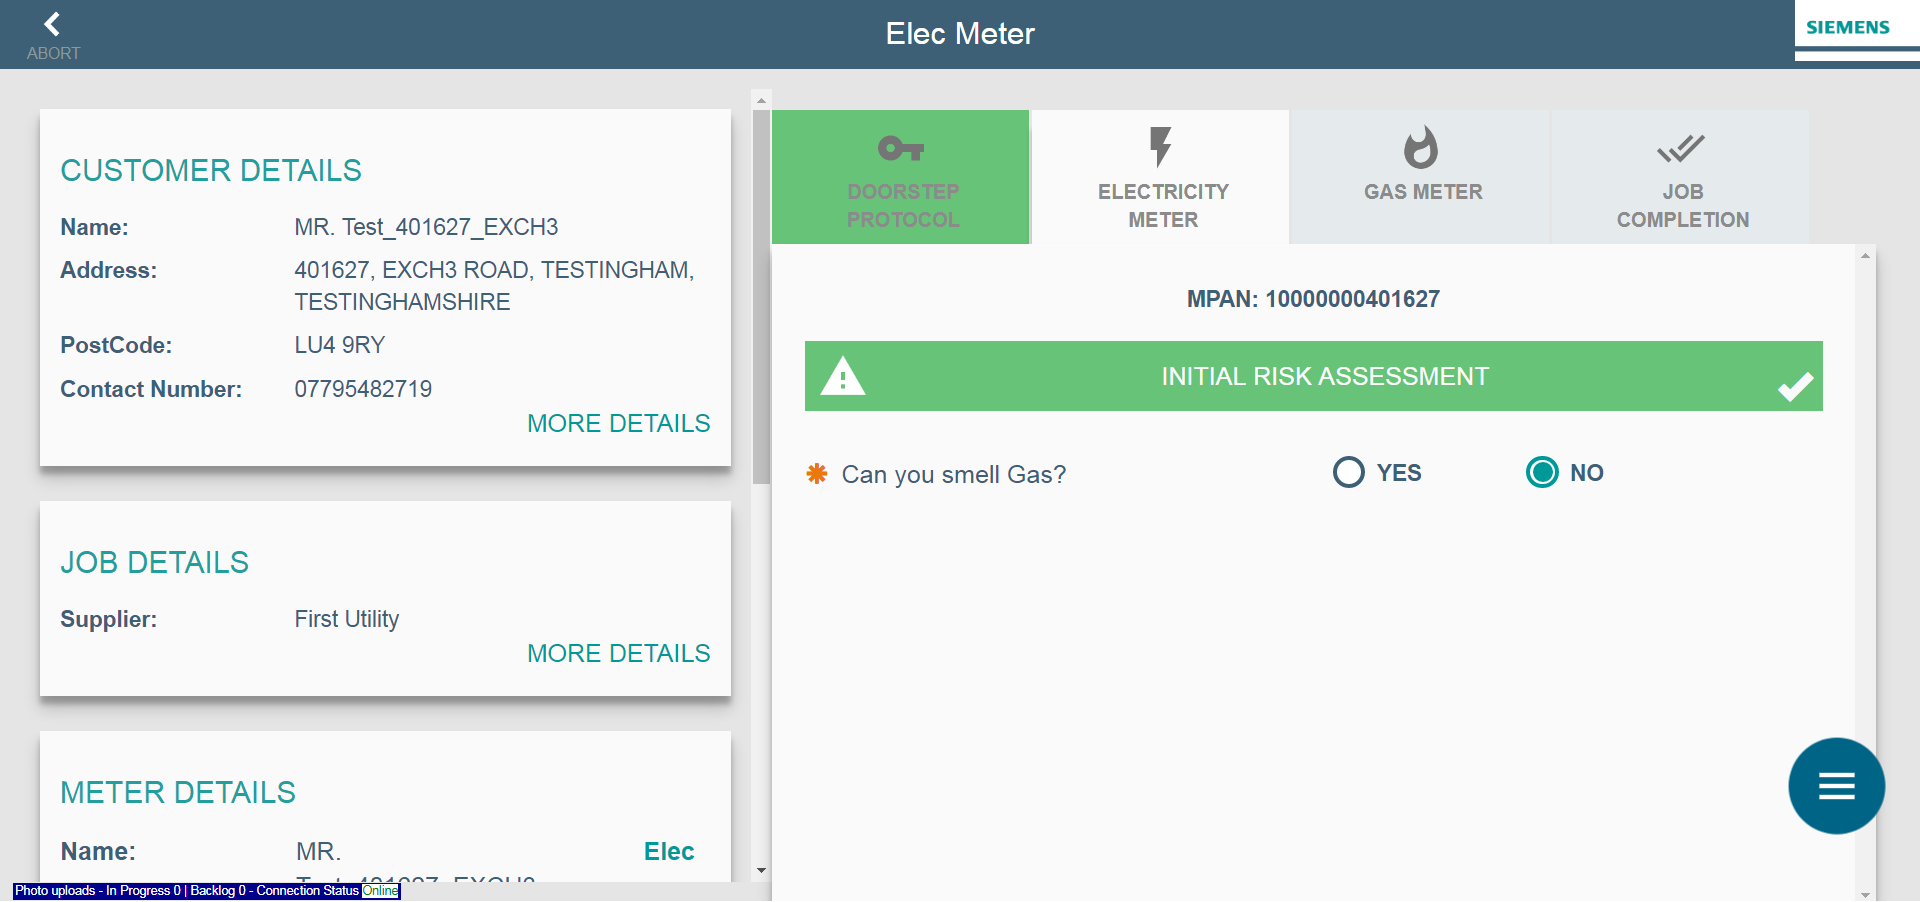 ABORT
Elec Meter
SIEMENS
CUSTOMER DETAILS
Name: MR. Test_401627_EXCH3
Address: 401627, EXCH3 ROAD, TESTINGHAM,
TESTINGHAMSHIRE
PostCode: LU4 9RY
Contact Number: 07795482719
MORE DETAILS
JOB DETAILS
Supplier: First Utility
MORE DETAILS
METER DETAILS
Name: MR. Elec
Test_401627_EXCH3
Photo uploads - In Progress 0 | Backlog 0 - Connection Status Online
DOORSTEP
PROTOCOL
ELECTRICITY
METER
GAS METER
JOB
COMPLETION
MPAN: 10000000401627
INITIAL RISK ASSESSMENT
Can you smell Gas? YES NO